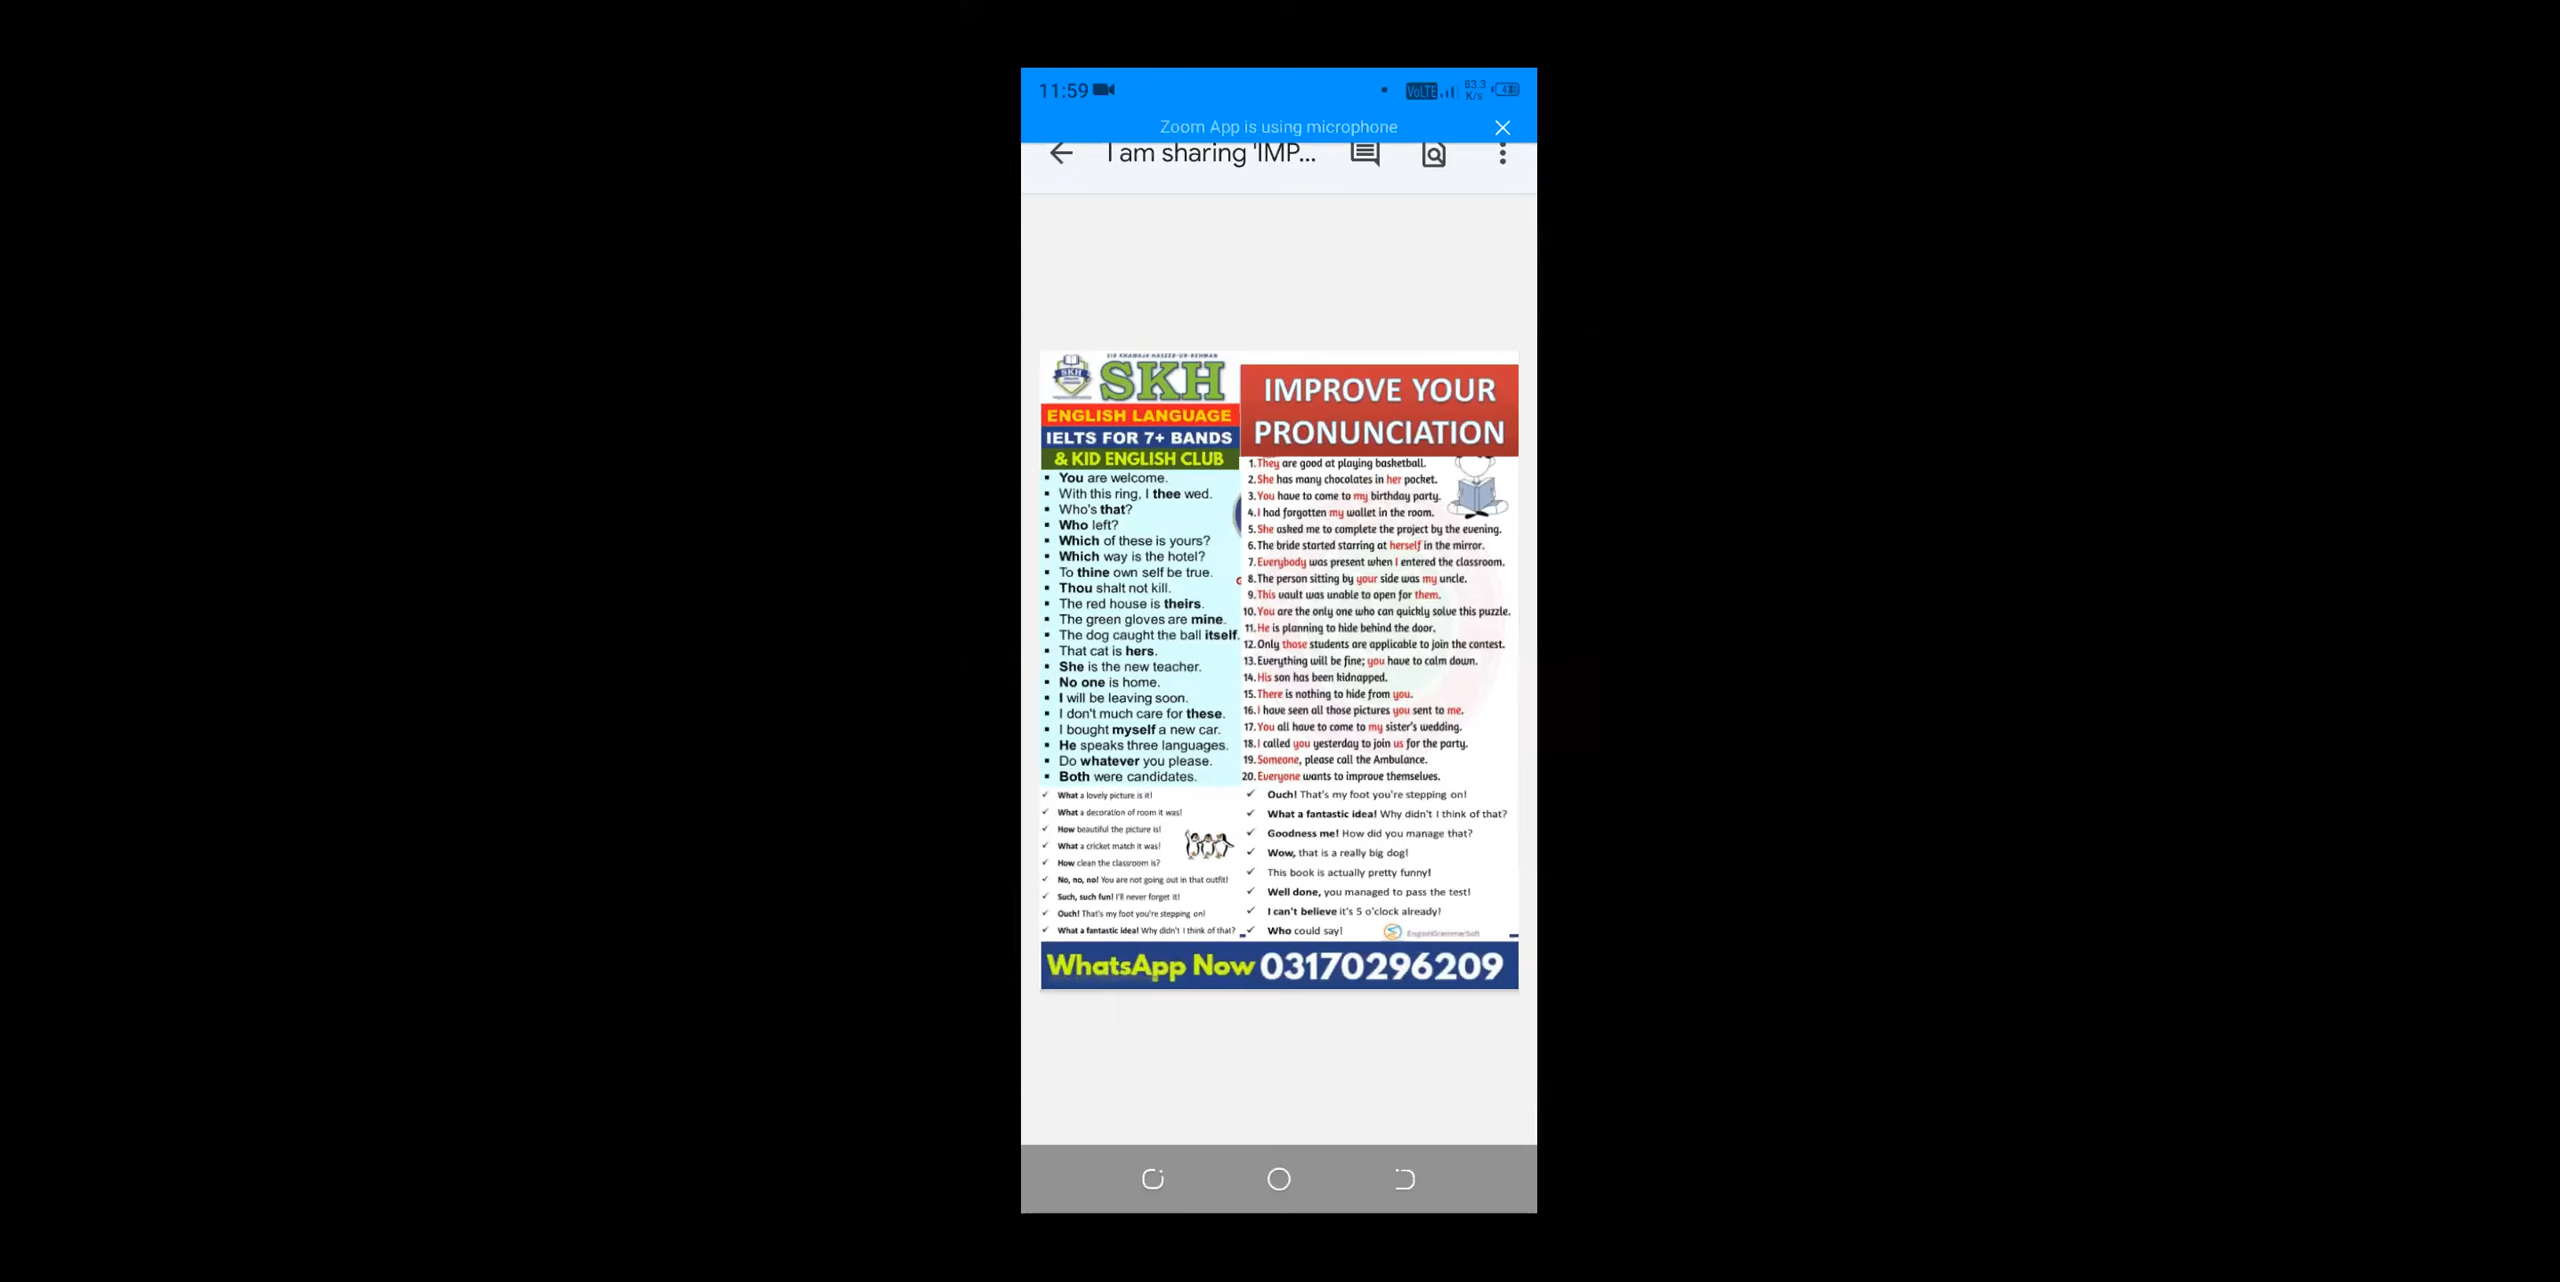 11:59
VoLTE
83.3
K/s
Zoom App is using microphone
I am sharing 'IMP...
SIR KHAWAJA HASEEB-UR-REHMAN
SKH
SKH
ENGLISH LANGUAGE
IELTS FOR 7+ BANDS
& KID ENGLISH CLUB
You are welcome.
With this ring, I thee wed.
Who's that?
Who left?
Which of these is yours?
Which way is the hotel?
To thine own self be true.
Thou shalt not kill.
The red house is theirs.
The green gloves are mine.
The dog caught the ball itself.
That cat is hers.
She is the new teacher.
No one is home.
I will be leaving soon.
I don't much care for these.
I bought myself a new car.
He speaks three languages.
Do whatever you please.
Both were candidates.
What a lovely picture is it!
What a decoration of room it was!
How beautiful the picture is!
What a cricket match it was!
How clean the classroom is?
No, no, no! You are not going out in that outfit!
Such, such fun! I'll never forget it!
Ouch! That's my foot you're stepping on!
What a fantastic idea! Why didn't I think of that?
IMPROVE YOUR
PRONUNCIATION
1.They are good at playing basketball.
2.She has many chocolates in her pocket.
3.You have to come to my birthday party.
4.I had forgotten my wallet in the room.
5.She asked me to complete the project by the evening.
6.The bride started starring at herself in the mirror.
7.Everybody was present when I entered the classroom.
8.The person sitting by your side was my uncle.
9.This vault was unable to open for them.
10.You are the only one who can quickly solve this puzzle.
11.He is planning to hide behind the door.
12.Only those students are applicable to join the contest.
13.Everything will be fine; you have to calm down.
14.His son has been kidnapped.
15.There is nothing to hide from you.
16.I have seen all those pictures you sent to me.
17.You all have to come to my sister's wedding.
18.I called you yesterday to join us for the party.
19.Someone, please call the Ambulance.
20.Everyone wants to improve themselves.
Ouch! That's my foot you're stepping on!
What a fantastic idea! Why didn't I think of that?
Goodness me! How did you manage that?
Wow, that is a really big dog!
This book is actually pretty funny!
Well done, you managed to pass the test!
I can't believe it's 5 o'clock already!
Who could say!
EnglishGrammarSoft
WhatsApp Now 03170296209